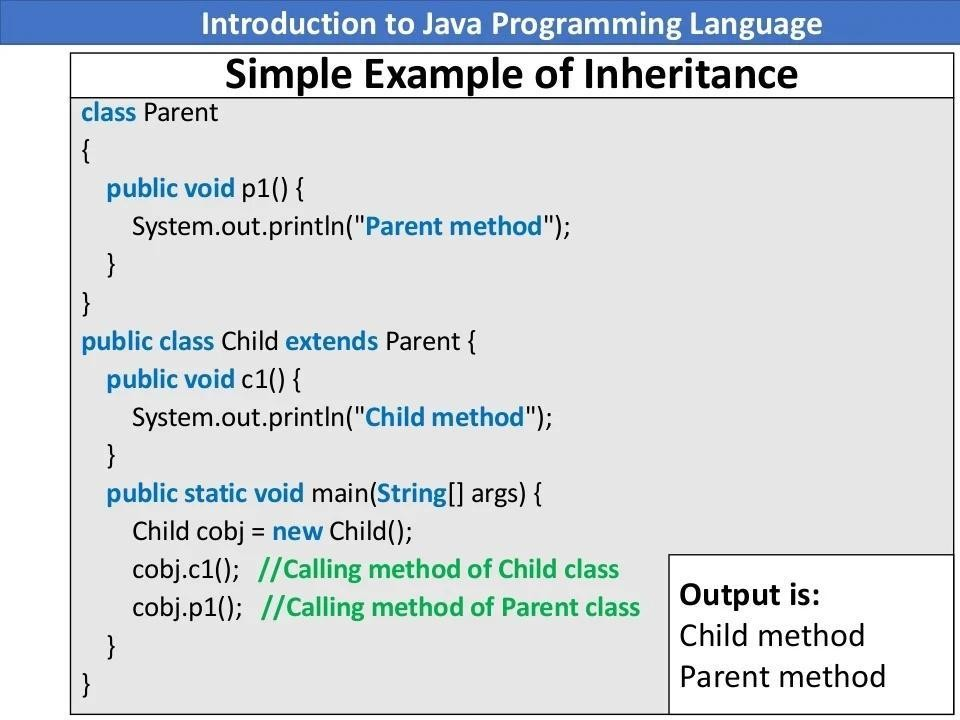 Introduction to Java Programming Language
Simple Example of Inheritance
class Parent
{
public void p1() {
System.out.println("Parent method");
}
}
public class Child extends Parent {
public void c1() {
System.out.println("Child method");
}
public static void main(String[] args) {
Child cobj = new Child();
cobj.c1(); //Calling method of Child class
cobj.p1(); //Calling method of Parent class
}
}
Output is:
Child method
Parent method